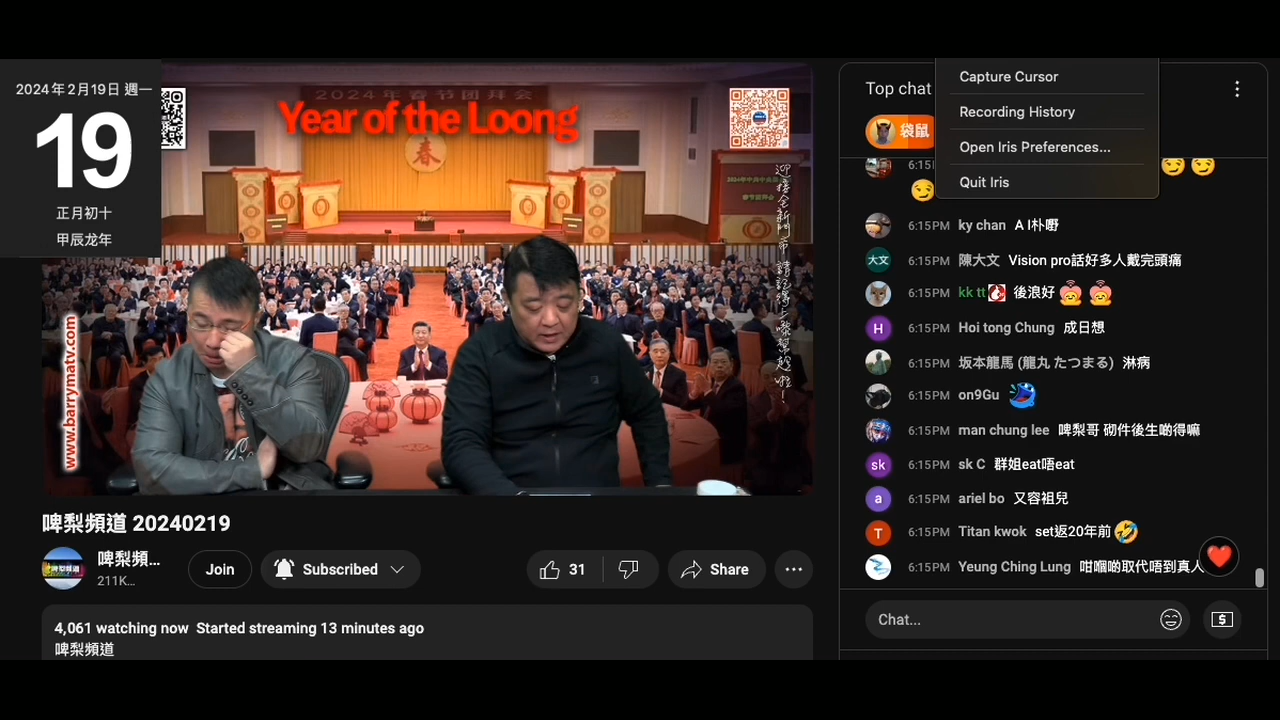 2024年2月19日 週一
19
正月初十
甲辰龙年
2024年春节团拜会
Year of the Loong
春
www.barrymatv.com
啤梨頻道 20240219
啤梨頻...
211K...
Join
Subscribed
31
Share
4,061 watching now Started streaming 13 minutes ago
啤梨頻道
Top chat
Capture Cursor
Recording History
Open Iris Preferences...
Quit Iris
袋鼠
6:15
6:15PM ky chan A I朴嘢
大文 6:15PM 陳大文 Vision pro話好多人戴完頭痛
6:15PM kk tt 後浪好
H 6:15PM Hoi tong Chung 成日想
6:15PM 坂本龍馬 (龍丸 たつまる) 淋病
6:15PM on9Gu
6:15PM man chung lee 啤梨哥 砌件後生啲得嘛
sk 6:15PM sk C 群姐eat唔eat
a 6:15PM ariel bo 又容祖兒
T 6:15PM Titan kwok set返20年前
6:15PM Yeung Ching Lung 咁嗰啲取代唔到真人
Chat...